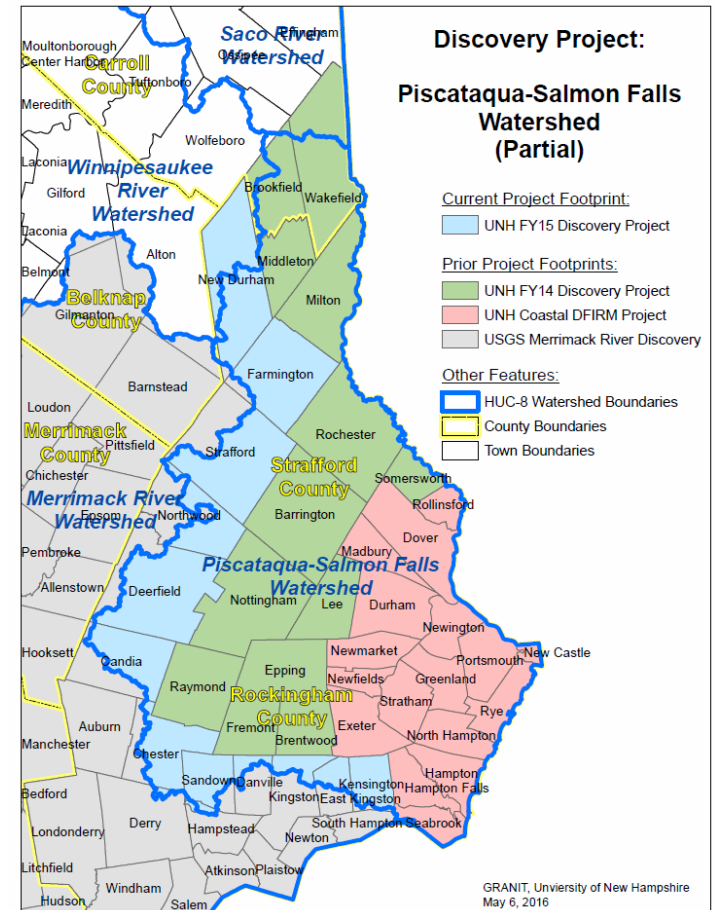 Discovery Project:
Piscataqua-Salmon Falls
Watershed
(Partial)
Current Project Footprint:
UNH FY15 Discovery Project
Prior Project Footprints:
UNH FY14 Discovery Project
UNH Coastal DFIRM Project
USGS Merrimack River Discovery
Other Features:
HUC-8 Watershed Boundaries
County Boundaries
Town Boundaries
Saco River
Watershed
Effingham
Ossipee
Moultonborough
Center Harbor
Carroll
County
Tuftonboro
Meredith
Wolfeboro
Laconia
Winnipesaukee
River
Watershed
Gilford
Brookfield
Wakefield
Laconia
Alton
Middleton
Belmont
New Durham
Milton
Belknap
County
Gilmanton
Farmington
Barnstead
Loudon
Merrimack
County
Pittsfield
Strafford
Rochester
Strafford
County
Chichester
Somersworth
Merrimack River
Watershed
Epsom
Northwood
Barrington
Rollinsford
Dover
Pembroke
Madbury
Piscataqua-Salmon Falls
Watershed
Allenstown
Deerfield
Nottingham
Lee
Durham
Newington
Hooksett
Candia
Newmarket
Portsmouth
New Castle
Epping
Newfields
Greenland
Raymond
Rockingham
County
Stratham
Rye
Auburn
Fremont
Exeter
North Hampton
Manchester
Brentwood
Chester
Hampton
Sandown
Danville
Kensington
Hampton Falls
Bedford
Kingston
East Kingston
Londonderry
Derry
Hampstead
South Hampton
Seabrook
Newton
Litchfield
Atkinson
Plaistow
Windham
Hudson
Salem
GRANIT, Unviersity of New Hampshire
May 6, 2016